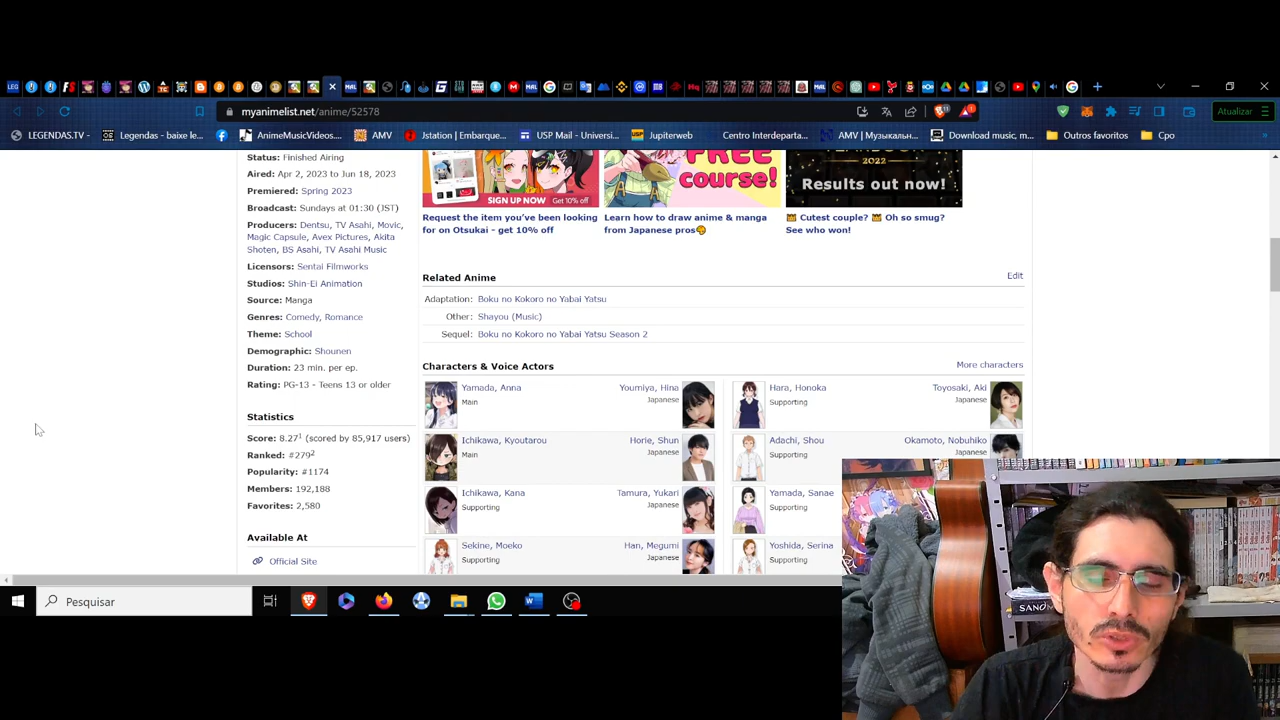 myanimelist.net/anime/52578
Atualizar
LEGENDAS.TV -
Legendas - baixe le...
AnimeMusicVideos....
AMV
Jstation | Embarque...
USP Mail - Universi...
Jupiterweb
Centro Interdeparta...
AMV | Музыкальн...
Download music, m...
Outros favoritos
Cpo
Status: Finished Airing
Aired: Apr 2, 2023 to Jun 18, 2023
Premiered: Spring 2023
Broadcast: Sundays at 01:30 (JST)
Producers: Dentsu, TV Asahi, Movic,
Magic Capsule, Avex Pictures, Akita
Shoten, BS Asahi, TV Asahi Music
Licensors: Sentai Filmworks
Studios: Shin-Ei Animation
Source: Manga
Genres: Comedy, Romance
Theme: School
Demographic: Shounen
Duration: 23 min. per ep.
Rating: PG-13 - Teens 13 or older
Statistics
Score: 8.27¹ (scored by 85,917 users)
Ranked: #279²
Popularity: #1174
Members: 192,188
Favorites: 2,580
Available At
Official Site
SIGN UP NOW Get 10% off
FREE
course!
YEARBOOK
2022
Results out now!
Request the item you've been looking
for on Otsukai - get 10% off
Learn how to draw anime & manga
from Japanese pros
Cutest couple? Oh so smug?
See who won!
Related Anime
Edit
Adaptation: Boku no Kokoro no Yabai Yatsu
Other: Shayou (Music)
Sequel: Boku no Kokoro no Yabai Yatsu Season 2
Characters & Voice Actors
More characters
Yamada, Anna
Main
Youmiya, Hina
Japanese
Hara, Honoka
Supporting
Toyosaki, Aki
Japanese
Ichikawa, Kyoutarou
Main
Horie, Shun
Japanese
Adachi, Shou
Supporting
Okamoto, Nobuhiko
Japanese
Ichikawa, Kana
Supporting
Tamura, Yukari
Japanese
Yamada, Sanae
Supporting
Sekine, Moeko
Supporting
Han, Megumi
Japanese
Yoshida, Serina
Supporting
Pesquisar
SANO